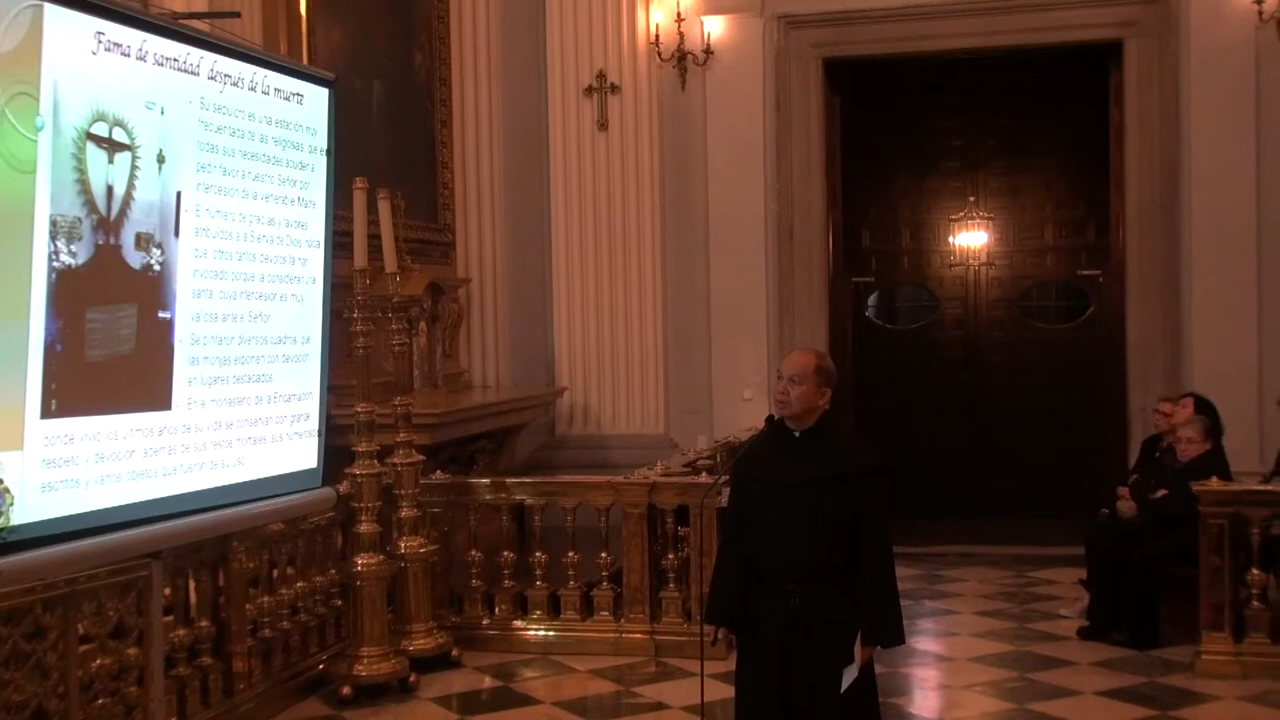 Fama de santidad después de la muerte
- Su sepulcro es una estación muy
frecuentada de las religiosas, que en
todas sus necesidades acuden a
pedir favor a nuestro Señor por
intercesión de la venerable Madre.
- El número de gracias y favores
atribuidos a la Sierva de Dios indica
que otros tantos devotos la han
invocado porque la consideran una
santa, cuya intercesión es muy
valiosa ante el Señor.
- Se pintaron diversos cuadros, que
las monjas exponen con devoción
en lugares destacados.
- En el monasterio de la Encarnación,
donde vivió los últimos años de su vida se conservan con grande
respeto y devoción, además de sus restos mortales, sus numerosos
escritos y varios objetos que fueron de su uso.